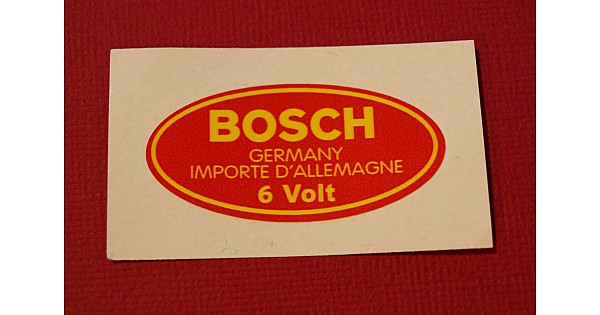 BOSCH
GERMANY
IMPORTE D'ALLEMAGNE
6 Volt